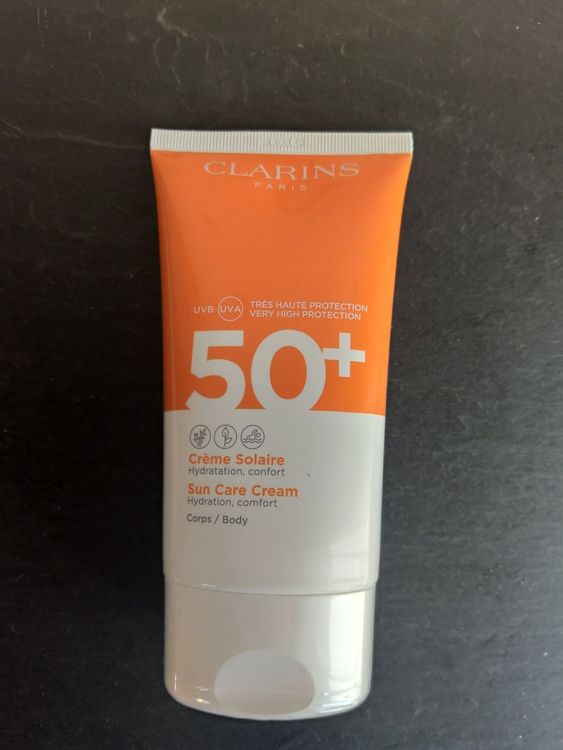 CLARINS
PARIS
UVB UVA TRÈS HAUTE PROTECTION
VERY HIGH PROTECTION
50+
Crème Solaire
Hydratation, confort
Sun Care Cream
Hydration, comfort
Corps / Body